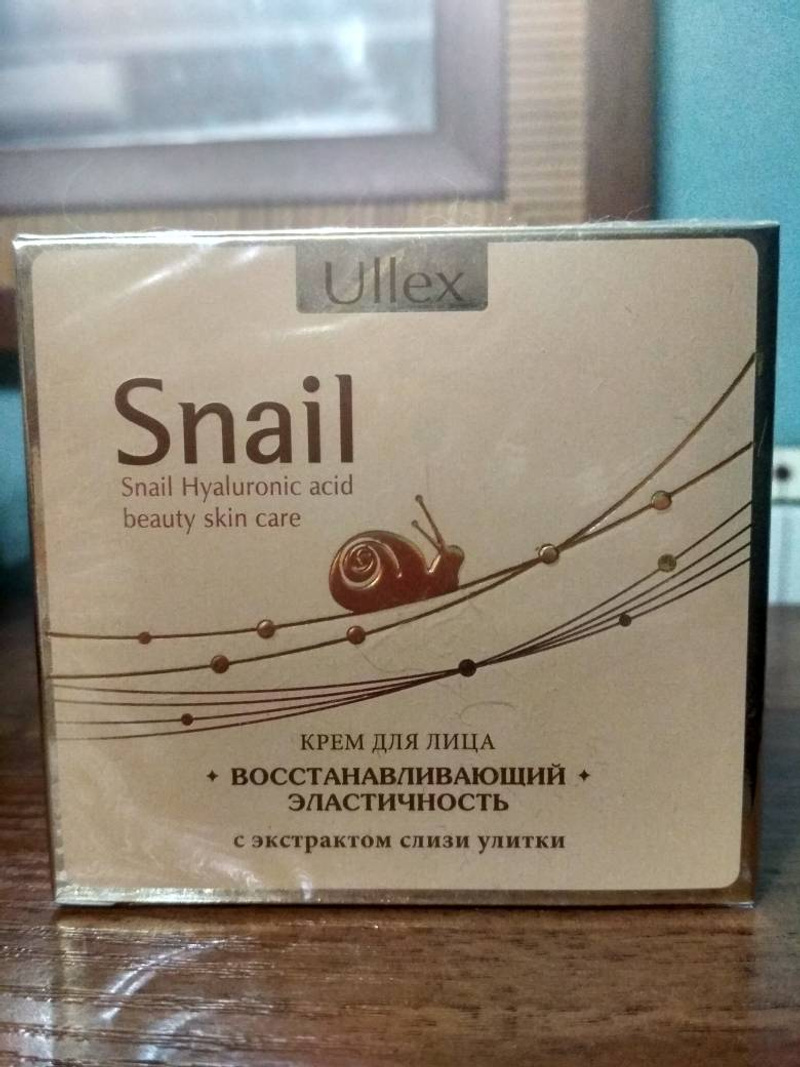 Ullex
Snail
Snail Hyaluronic acid
beauty skin care
КРЕМ ДЛЯ ЛИЦА
ВОССТАНАВЛИВАЮЩИЙ
ЭЛАСТИЧНОСТЬ
с экстрактом слизи улитки